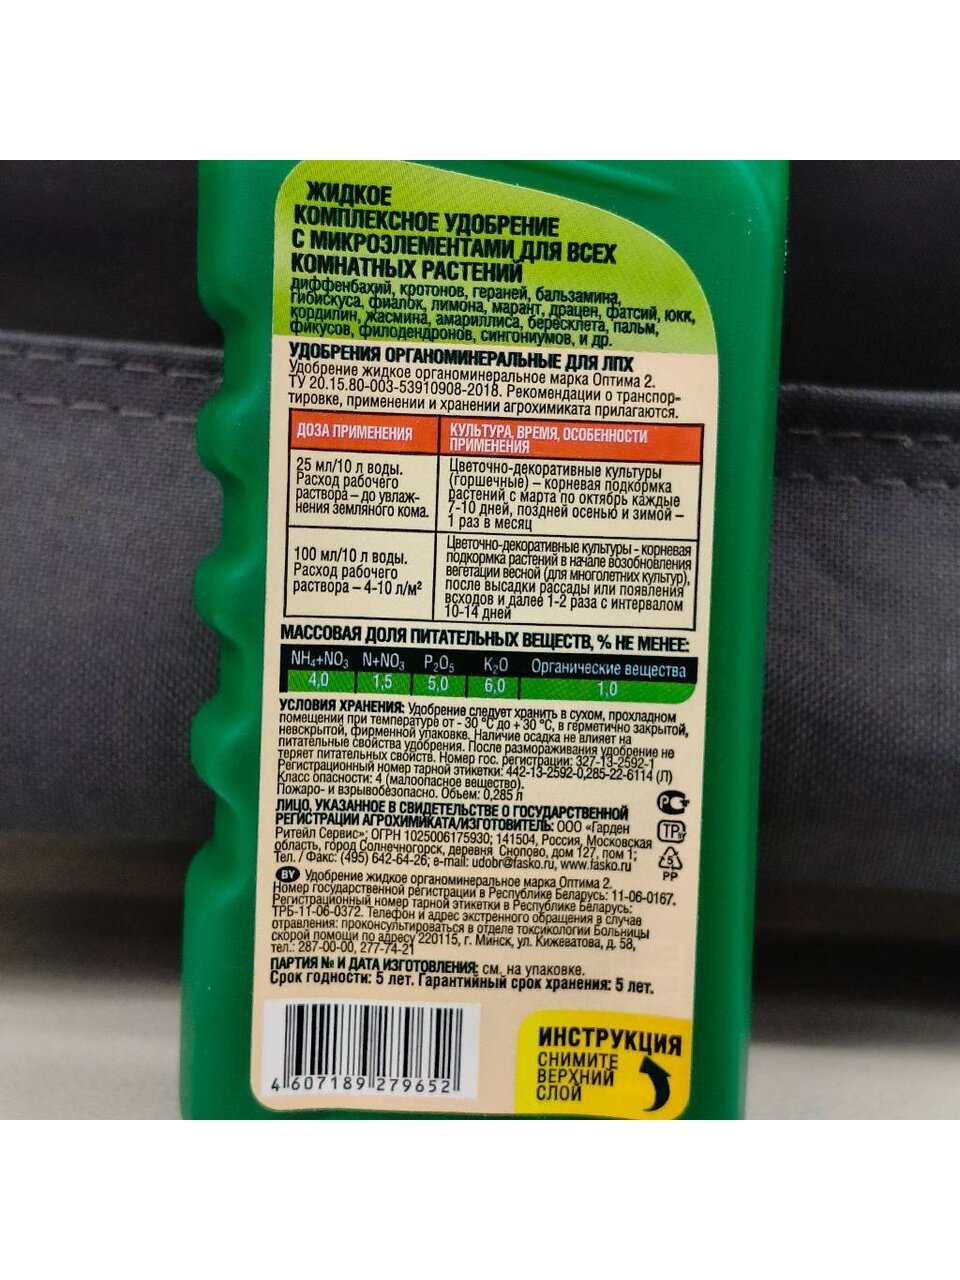 ЖИДКОЕ
КОМПЛЕКСНОЕ УДОБРЕНИЕ
С МИКРОЭЛЕМЕНТАМИ ДЛЯ ВСЕХ
КОМНАТНЫХ РАСТЕНИЙ
диффенбахий, кротонов, гераней, бальзамина,
гибискуса, фиалок, лимона, марант, драцен, фатсий, юкк,
кордилин, жасмина, амариллиса, бересклета, пальм,
фикусов, филодендронов, сингониумов, и др.
УДОБРЕНИЯ ОРГАНОМИНЕРАЛЬНЫЕ ДЛЯ ЛПХ
Удобрение жидкое органоминеральное марка Оптима 2.
ТУ 20.15.80-003-53910908-2018. Рекомендации о транспор-
тировке, применении и хранении агрохимиката прилагаются.
ДОЗА ПРИМЕНЕНИЯ
КУЛЬТУРА, ВРЕМЯ, ОСОБЕННОСТИ
ПРИМЕНЕНИЯ
25 мл/10 л воды.
Расход рабочего
раствора – до увлаж-
нения земляного кома.
Цветочно-декоративные культуры
(горшечные) – корневая подкормка
растений с марта по октябрь каждые
7-10 дней, поздней осенью и зимой –
1 раз в месяц
100 мл/10 л воды.
Расход рабочего
раствора – 4-10 л/м²
Цветочно-декоративные культуры - корневая
подкормка растений в начале возобновления
вегетации весной (для многолетних культур),
после высадки рассады или появления
всходов и далее 1-2 раза с интервалом
10-14 дней
МАССОВАЯ ДОЛЯ ПИТАТЕЛЬНЫХ ВЕЩЕСТВ, % НЕ МЕНЕЕ:
NH₄+NO₃ N+NO₃ P₂O₅ K₂O Органические вещества
4,0 1,5 5,0 6,0 1,0
УСЛОВИЯ ХРАНЕНИЯ: Удобрение следует хранить в сухом, прохладном
помещении при температуре от - 30 °C до + 30 °C, в герметично закрытой,
невскрытой, фирменной упаковке. Наличие осадка не влияет на
питательные свойства удобрения. После размораживания удобрение не
теряет питательных свойств. Номер гос. регистрации: 327-13-2592-1
Регистрационный номер тарной этикетки: 442-13-2592-0,285-22-6114 (Л)
Класс опасности: 4 (малоопасное вещество).
Пожаро- и взрывобезопасно. Объем: 0,285 л
ЛИЦО, УКАЗАННОЕ В СВИДЕТЕЛЬСТВЕ О ГОСУДАРСТВЕННОЙ
РЕГИСТРАЦИИ АГРОХИМИКАТА/ИЗГОТОВИТЕЛЬ: ООО «Гарден
Ритейл Сервис»; ОГРН 1025006175930; 141504, Россия, Московская
область, город Солнечногорск, деревня Снопово, дом 127, пом 1;
Тел. / Факс: (495) 642-64-26; e-mail: udobr@fasko.ru, www.fasko.ru
РР
BY Удобрение жидкое органоминеральное марка Оптима 2.
Номер государственной регистрации в Республике Беларусь: 11-06-0167.
Регистрационный номер тарной этикетки в Республике Беларусь:
ТРБ-11-06-0372. Телефон и адрес экстренного обращения в случае
отравления: проконсультироваться в отделе токсикологии Больницы
скорой помощи по адресу 220115, г. Минск, ул. Кижеватова, д. 58,
тел.: 287-00-00, 277-74-21
ПАРТИЯ № И ДАТА ИЗГОТОВЛЕНИЯ: см. на упаковке.
Срок годности: 5 лет. Гарантийный срок хранения: 5 лет.
4 607189 279652
ИНСТРУКЦИЯ
СНИМИТЕ
ВЕРХНИЙ
СЛОЙ